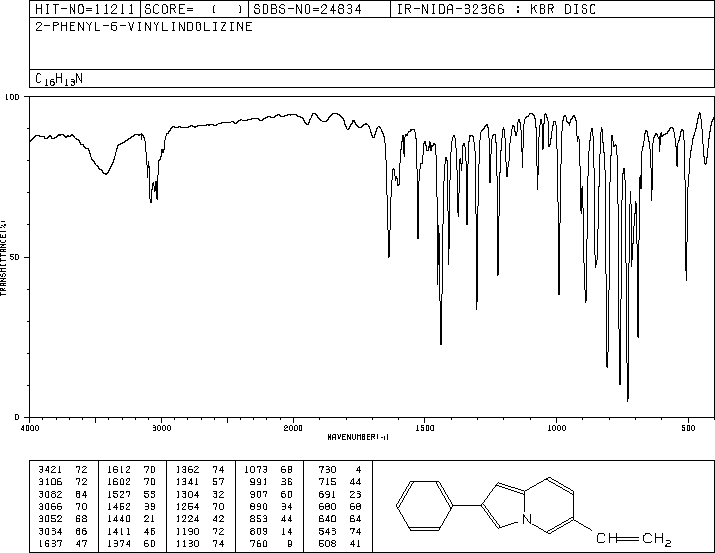 HIT-NO=11211 SCORE= ( ) SDBS-NO=24834 IR-NIDA-32366 : KBR DISC
2-PHENYL-6-VINYLINDOLIZINE
C16H13N
100
50
0
TRANSMITTANCE(%)
4000 3000 2000 1500 1000 500
WAVENUMBER(-1)
3421 72 1612 70 1362 74 1073 68 730 4
3106 72 1602 70 1341 57 991 36 715 44
3082 64 1527 53 1304 32 907 60 691 23
3066 70 1452 39 1254 70 890 34 680 68
3052 68 1440 21 1224 42 853 44 640 64
3034 66 1411 46 1190 72 809 14 543 74
1637 47 1374 60 1130 74 760 9 508 41
N
CH CH2